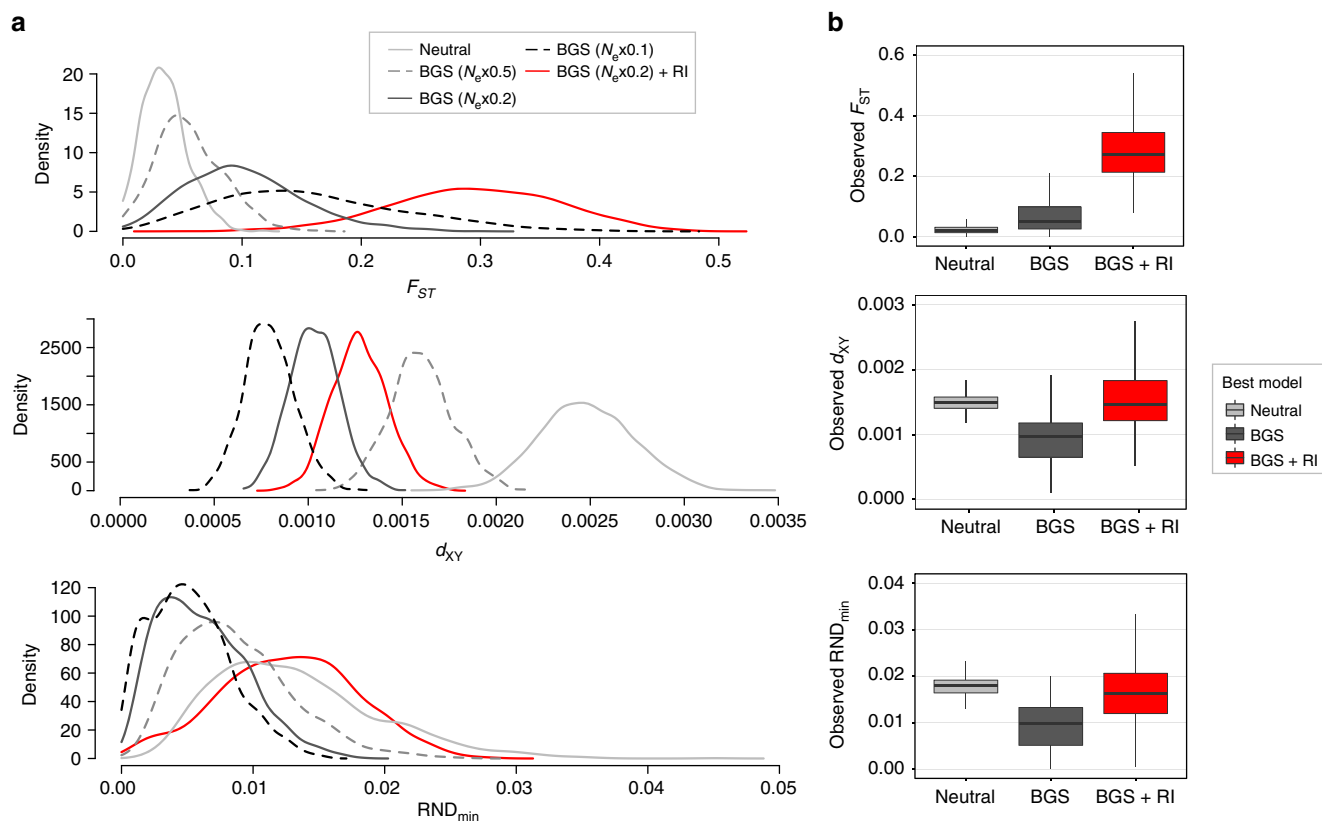 a
Neutral
BGS (Nₑx0.5)
BGS (Nₑx0.2)
BGS (Nₑx0.1)
BGS (Nₑx0.2) + RI
Density
20
15
10
5
0
0.0 0.1 0.2 0.3 0.4 0.5
F_ST
Density
2500
1500
500
0
0.0000 0.0005 0.0010 0.0015 0.0020 0.0025 0.0030 0.0035
d_XY
Density
120
100
80
60
40
20
0
0.00 0.01 0.02 0.03 0.04 0.05
RND_min
b
Observed F_ST
0.6
0.4
0.2
0.0
Neutral BGS BGS + RI
Observed d_XY
0.003
0.002
0.001
0.000
Neutral BGS BGS + RI
Best model
Neutral
BGS
BGS + RI
Observed RND_min
0.04
0.03
0.02
0.01
0.00
Neutral BGS BGS + RI